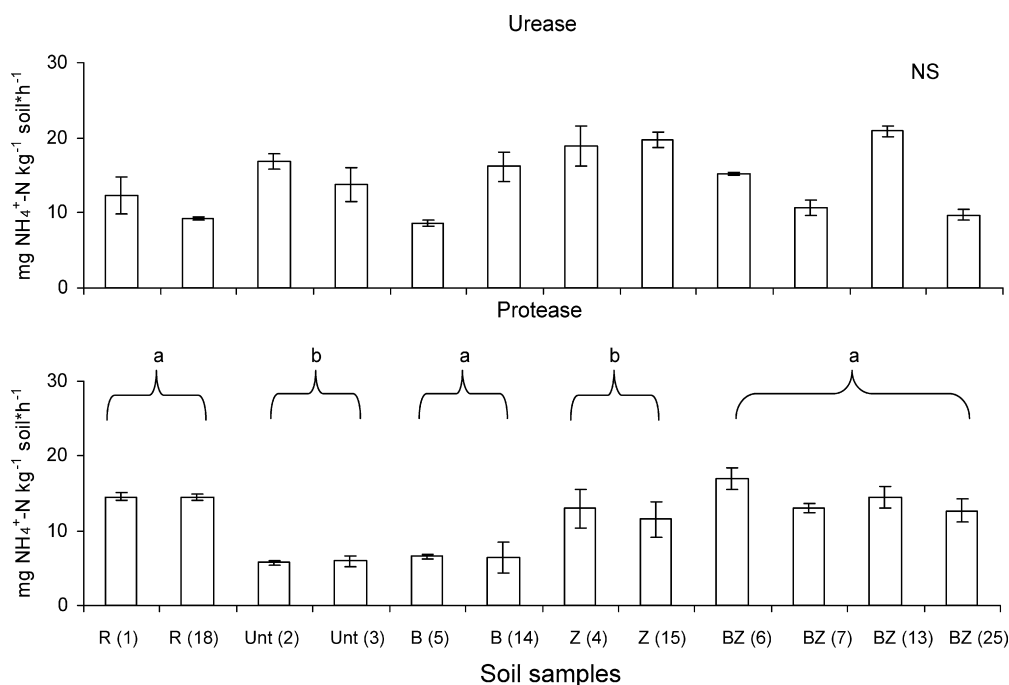 Urease
NS
30
20
10
0
mg NH₄⁺-N kg⁻¹ soil*h⁻¹
Protease
a b a b a
30
20
10
0
mg NH₄⁺-N kg⁻¹ soil*h⁻¹
R (1) R (18) Unt (2) Unt (3) B (5) B (14) Z (4) Z (15) BZ (6) BZ (7) BZ (13) BZ (25)
Soil samples